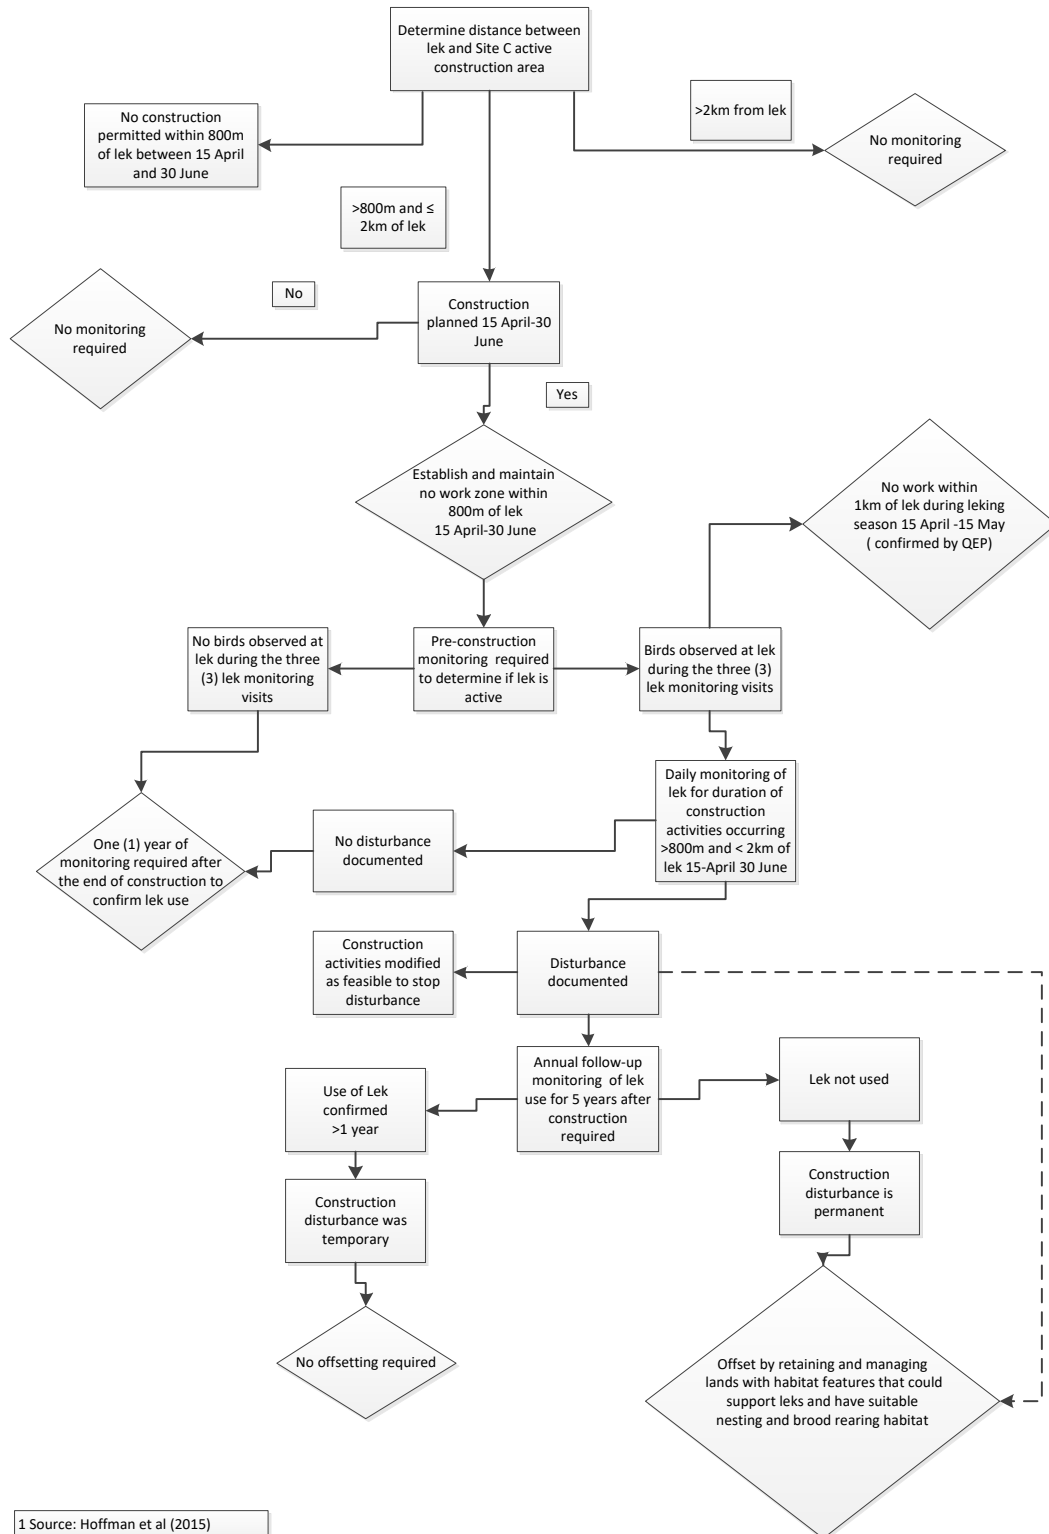 Determine distance between
lek and Site C active
construction area
>2km from lek
No construction
permitted within 800m
of lek between 15 April
and 30 June
No monitoring
required
>800m and ≤
2km of lek
No
Construction
planned 15 April-30
June
No monitoring
required
Yes
Establish and maintain
no work zone within
800m of lek
15 April-30 June
No work within
1km of lek during leking
season 15 April -15 May
( confirmed by QEP)
No birds observed at
lek during the three
(3) lek monitoring
visits
Pre-construction
monitoring required
to determine if lek is
active
Birds observed at lek
during the three (3)
lek monitoring visits
Daily monitoring of
lek for duration of
construction
activities occurring
>800m and < 2km of
lek 15-April 30 June
No disturbance
documented
One (1) year of
monitoring required after
the end of construction to
confirm lek use
Construction
activities modified
as feasible to stop
disturbance
Disturbance
documented
Annual follow-up
monitoring of lek
use for 5 years after
construction
required
Lek not used
Use of Lek
confirmed
>1 year
Construction
disturbance is
permanent
Construction
disturbance was
temporary
No offsetting required
Offset by retaining and managing
lands with habitat features that could
support leks and have suitable
nesting and brood rearing habitat
1 Source: Hoffman et al (2015)